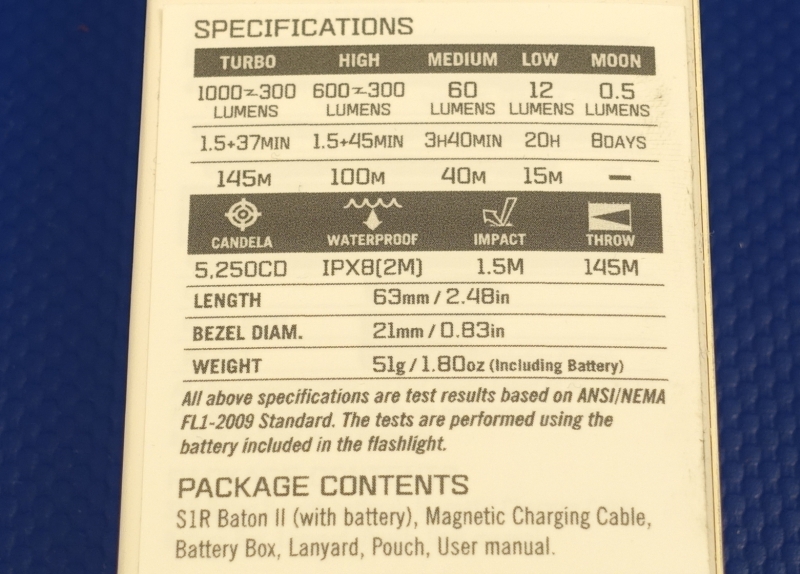 SPECIFICATIONS
TURBO HIGH MEDIUM LOW MOON
1000~300 600~300 60 12 0.5
LUMENS LUMENS LUMENS LUMENS LUMENS
1.5+37MIN 1.5+45MIN 3H40MIN 20H 8DAYS
145M 100M 40M 15M —
CANDELA WATERPROOF IMPACT THROW
5,250CD IPX8(2M) 1.5M 145M
LENGTH 63mm / 2.48in
BEZEL DIAM. 21mm / 0.83in
WEIGHT 51g / 1.80oz (Including Battery)
All above specifications are test results based on ANSI/NEMA
FL1-2009 Standard. The tests are performed using the
battery included in the flashlight.
PACKAGE CONTENTS
S1R Baton II (with battery), Magnetic Charging Cable,
Battery Box, Lanyard, Pouch, User manual.